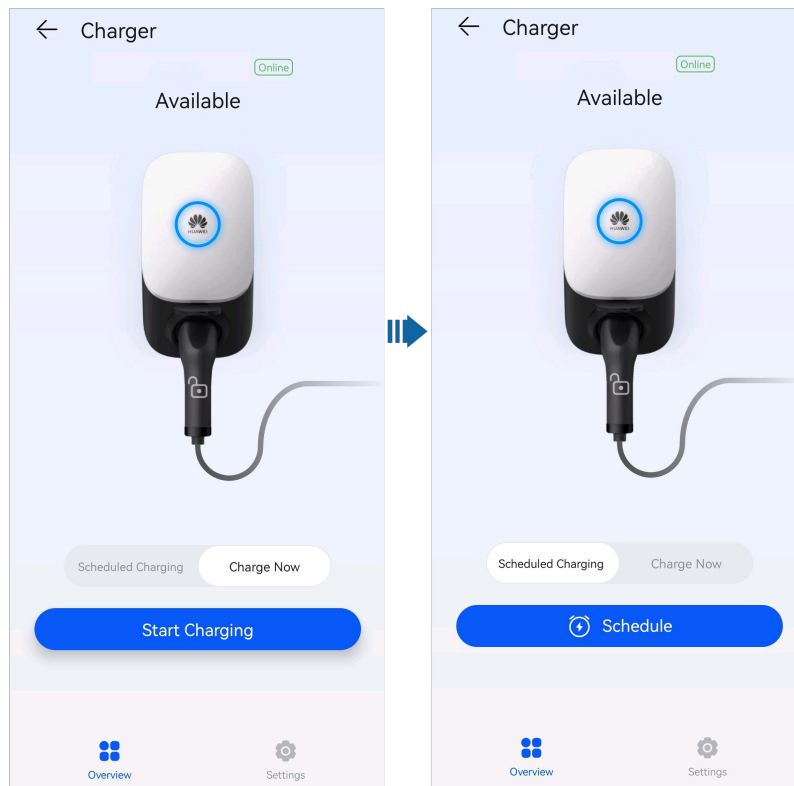 Charger
Online
Available
HUAWEI
Scheduled Charging
Charge Now
Start Charging
Overview
Settings
Charger
Online
Available
HUAWEI
Scheduled Charging
Charge Now
Schedule
Overview
Settings